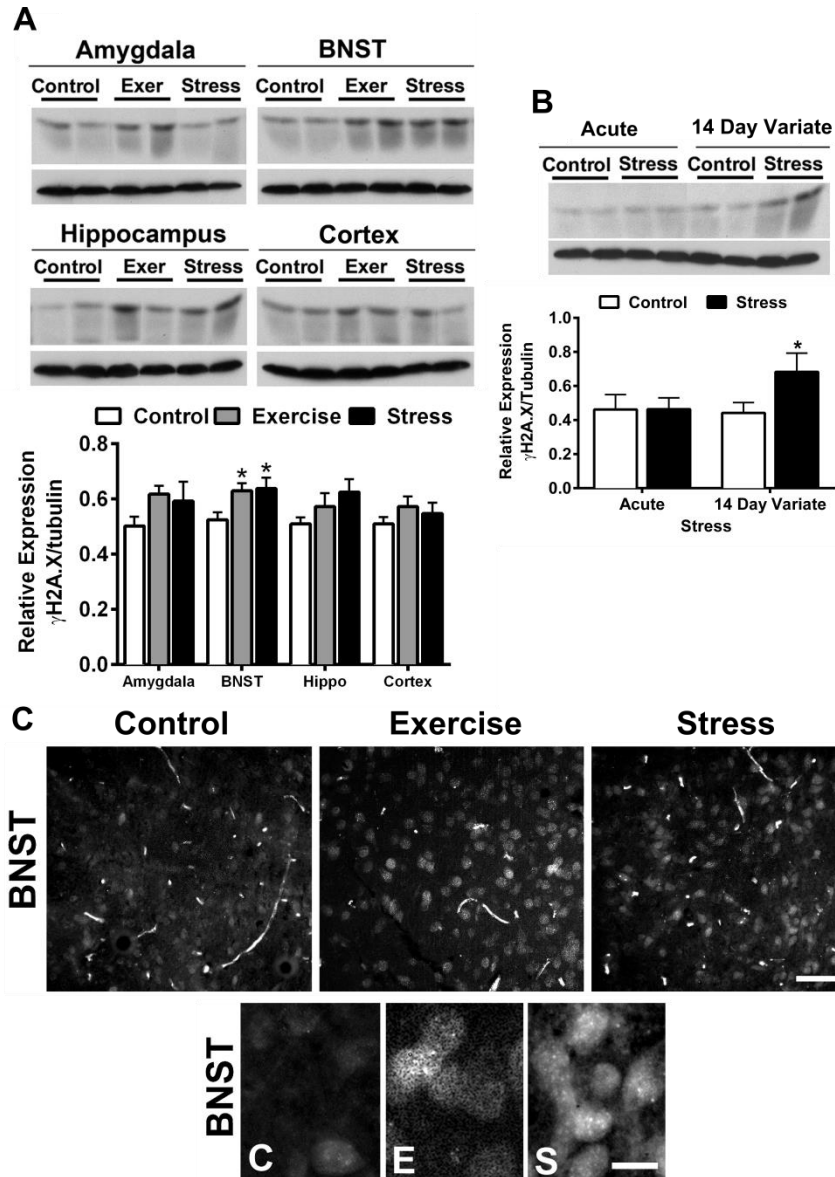 A
Amygdala
BNST
Control Exer Stress
Control Exer Stress
Hippocampus
Cortex
Control Exer Stress
Control Exer Stress
Control Exercise Stress
Relative Expression
γH2A.X/tubulin
0.8
0.6
0.4
0.2
0.0
Amygdala BNST Hippo Cortex
* *
B
Acute 14 Day Variate
Control Stress Control Stress
Control Stress
Relative Expression
γH2A.X/Tubulin
1.0
0.8
0.6
0.4
0.2
0.0
*
Acute 14 Day Variate
Stress
C
Control Exercise Stress
BNST
BNST
C E S